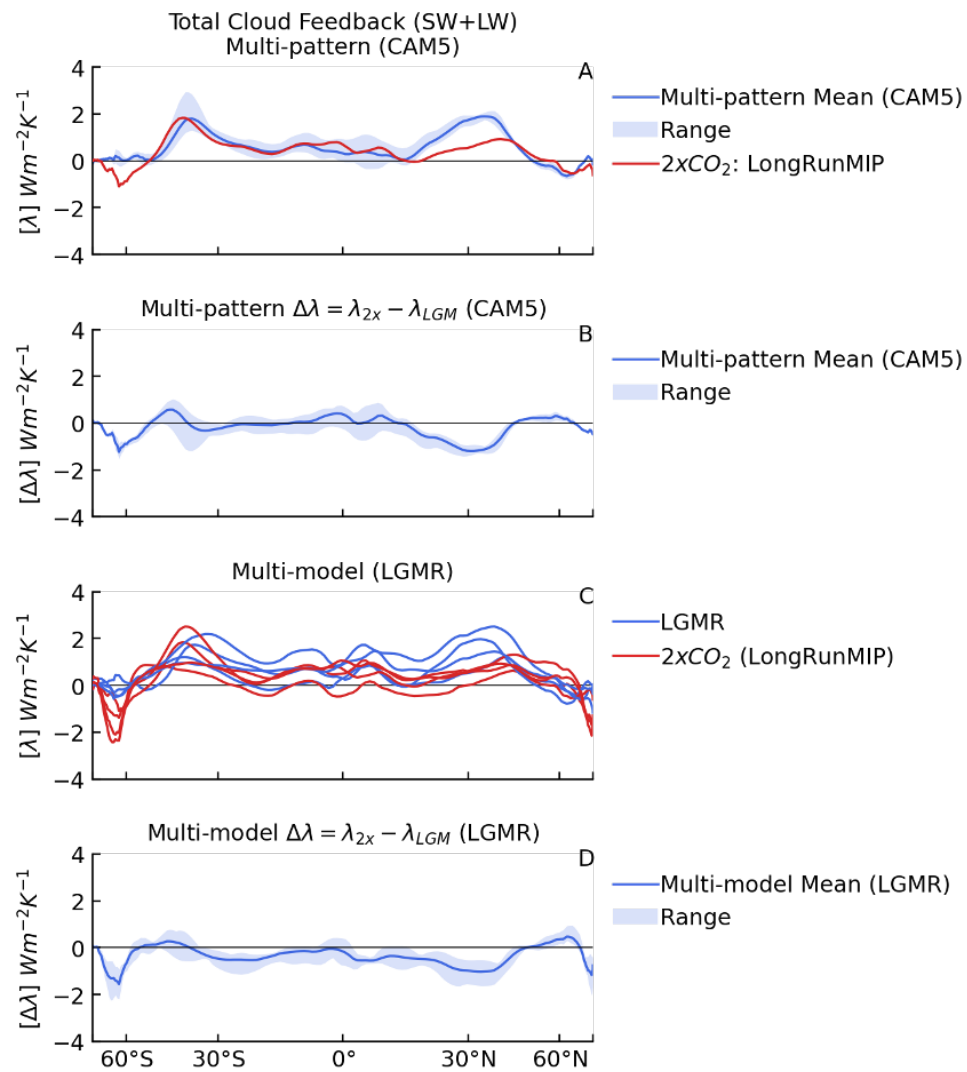 Total Cloud Feedback (SW+LW)
Multi-pattern (CAM5)
A
4
2
0
−2
−4
[λ] Wm⁻²K⁻¹
Multi-pattern Mean (CAM5)
Range
2xCO₂: LongRunMIP
Multi-pattern Δλ = λ₂ₓ − λ_LGM (CAM5)
B
4
2
0
−2
−4
[Δλ] Wm⁻²K⁻¹
Multi-pattern Mean (CAM5)
Range
Multi-model (LGMR)
C
4
2
0
−2
−4
[λ] Wm⁻²K⁻¹
LGMR
2xCO₂ (LongRunMIP)
Multi-model Δλ = λ₂ₓ − λ_LGM (LGMR)
D
4
2
0
−2
−4
[Δλ] Wm⁻²K⁻¹
Multi-model Mean (LGMR)
Range
60°S 30°S 0° 30°N 60°N